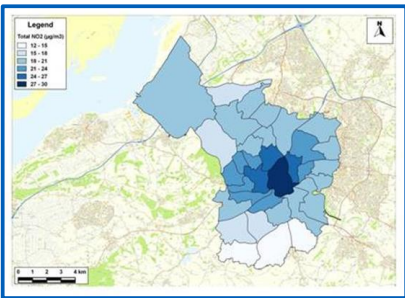 Legend
Total NO2 (µg/m3)
12 - 15
15 - 18
18 - 21
21 - 24
24 - 27
27 - 30
N
0 1 2 3 4 km